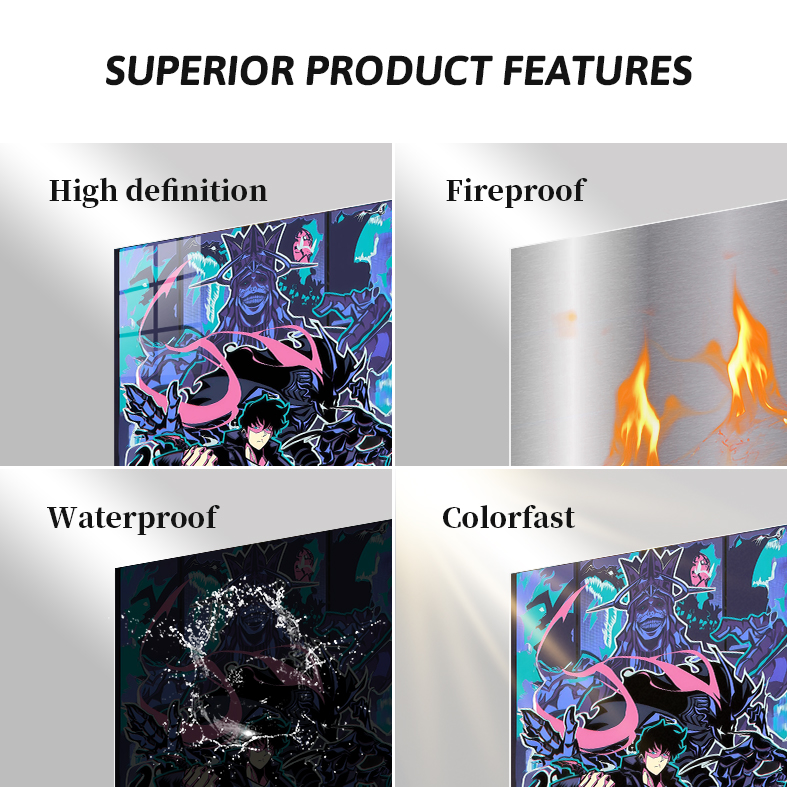 SUPERIOR PRODUCT FEATURES
High definition
Fireproof
Waterproof
Colorfast